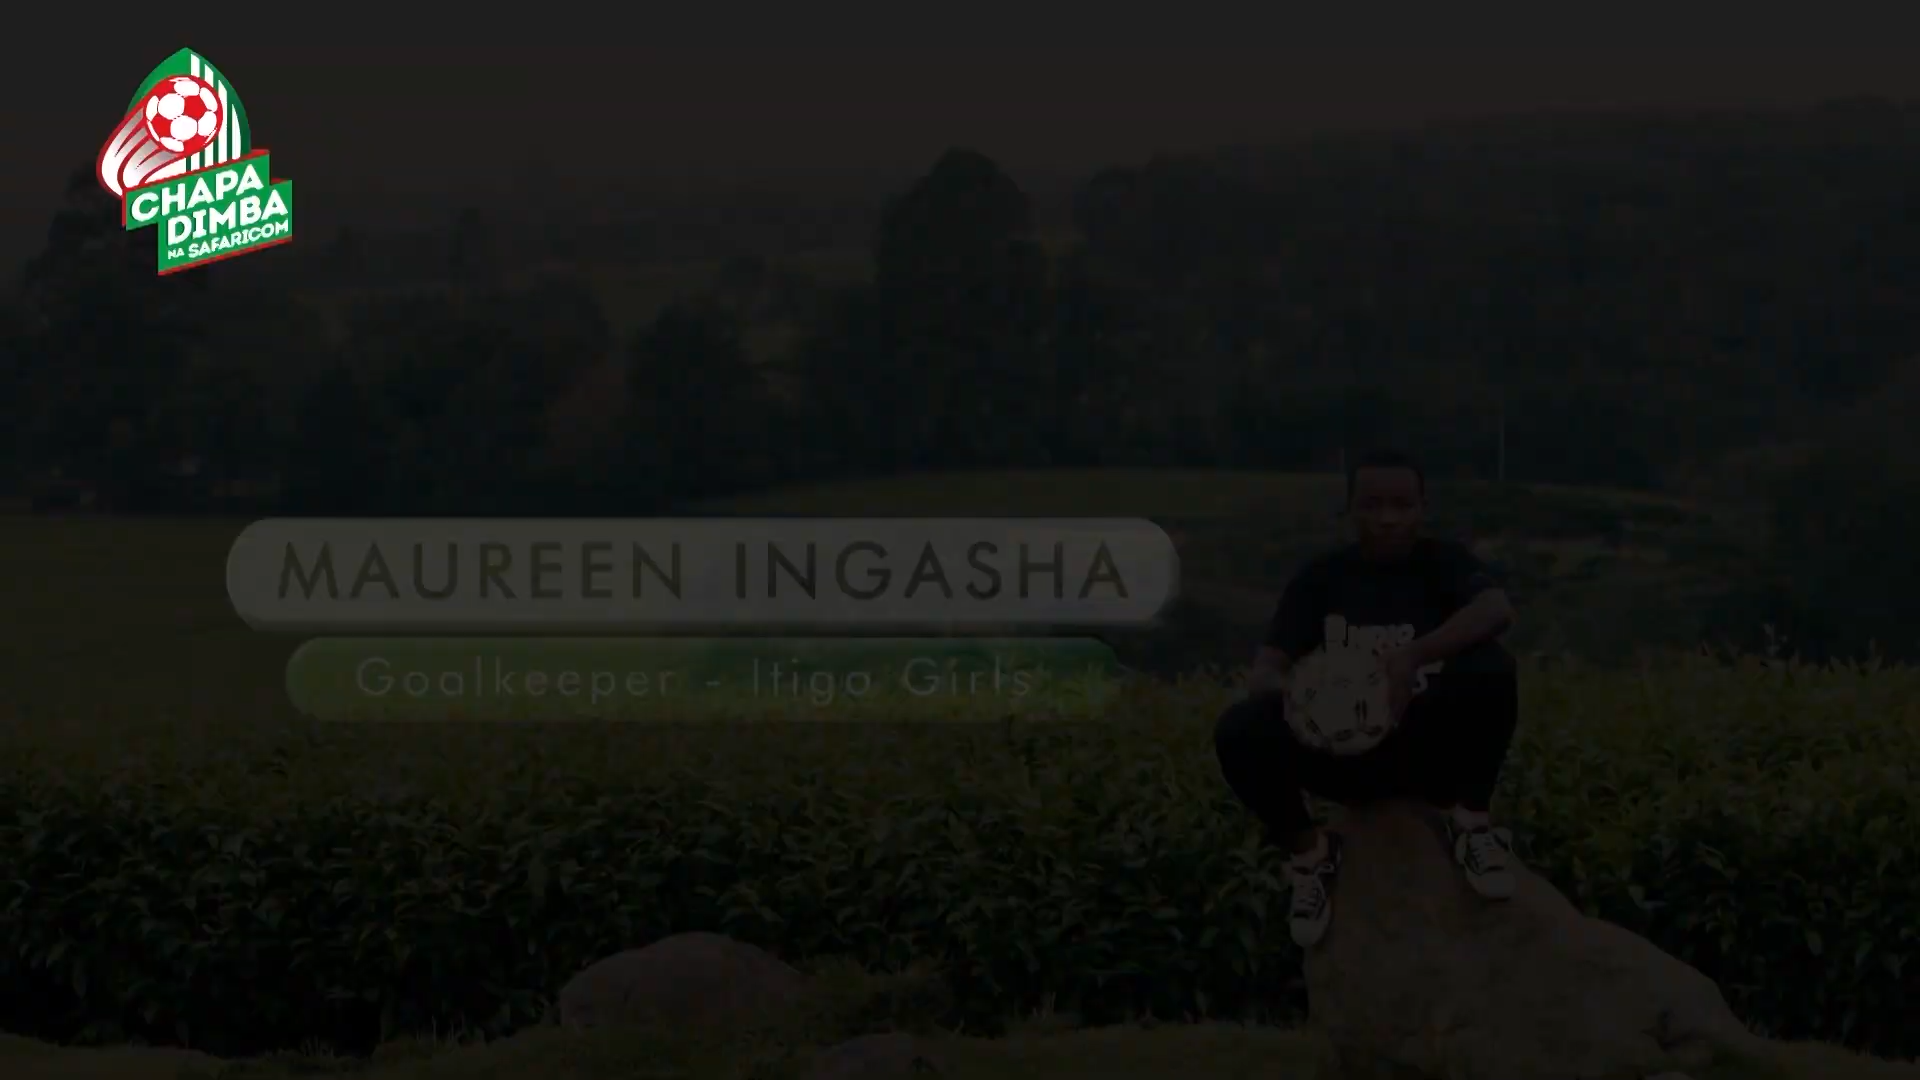 CHAPA
DIMBA
NA SAFARICOM
MAUREEN INGASHA
Goalkeeper - Itigo Girls